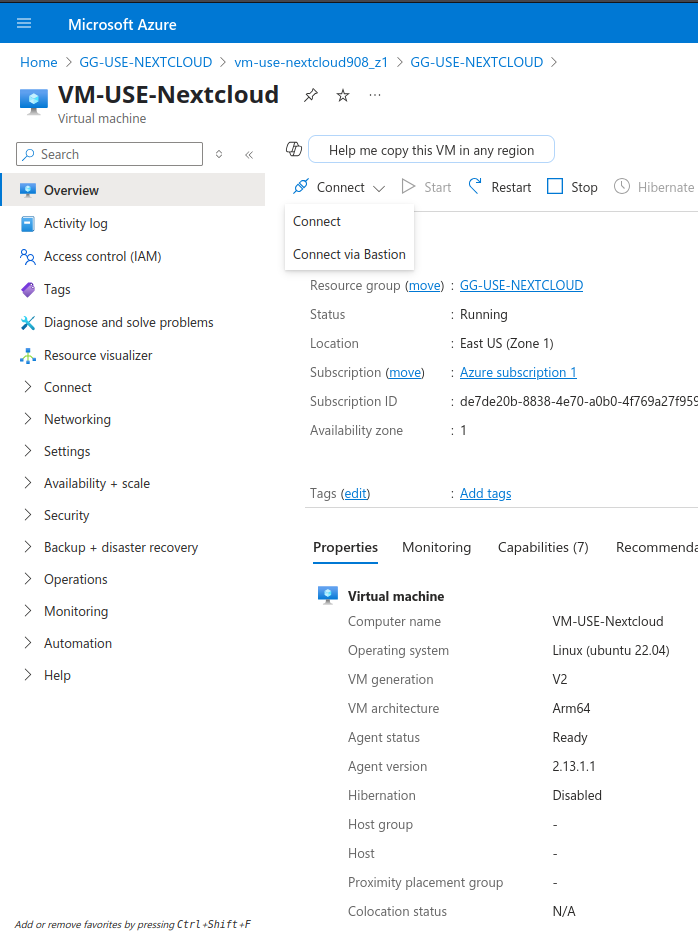 Microsoft Azure
Home > GG-USE-NEXTCLOUD > vm-use-nextcloud908_z1 > GG-USE-NEXTCLOUD >
VM-USE-Nextcloud
Virtual machine
Search
Help me copy this VM in any region
Connect Start Restart Stop Hibernate
Connect
Connect via Bastion
Overview
Activity log
Access control (IAM)
Tags
Diagnose and solve problems
Resource visualizer
Connect
Networking
Settings
Availability + scale
Security
Backup + disaster recovery
Operations
Monitoring
Automation
Help
Add or remove favorites by pressing Ctrl+Shift+F
Resource group (move) : GG-USE-NEXTCLOUD
Status : Running
Location : East US (Zone 1)
Subscription (move) : Azure subscription 1
Subscription ID : de7de20b-8838-4e70-a0b0-4f769a27f959
Availability zone : 1
Tags (edit) : Add tags
Properties Monitoring Capabilities (7) Recommenda
Virtual machine
Computer name VM-USE-Nextcloud
Operating system Linux (ubuntu 22.04)
VM generation V2
VM architecture Arm64
Agent status Ready
Agent version 2.13.1.1
Hibernation Disabled
Host group -
Host -
Proximity placement group -
Colocation status N/A